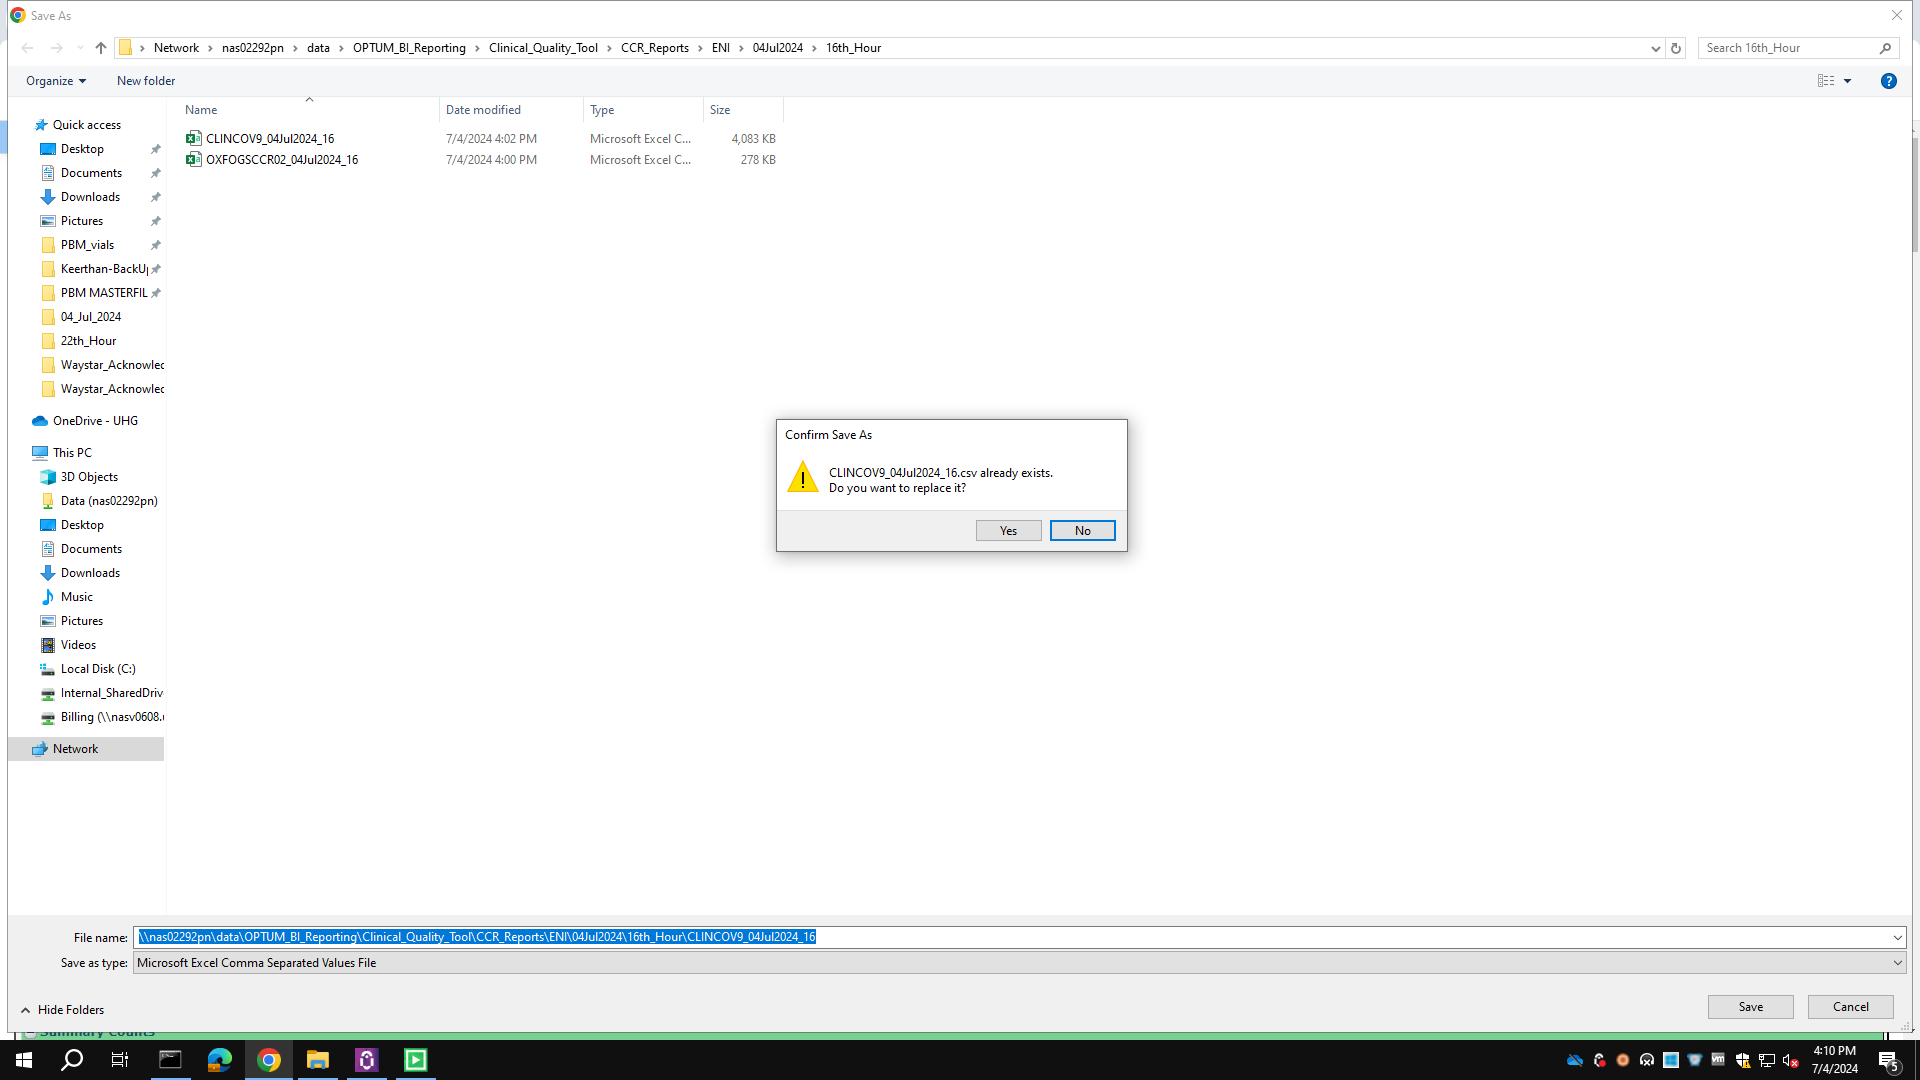 Save As
Network
nas02292pn
data
OPTUM_BI_Reporting
Clinical_Quality_Tool
CCR_Reports
ENI
04Jul2024
16th_Hour
Search 16th_Hour
Organize
New folder
Name
Date modified
Type
Size
CLINCOV9_04Jul2024_16
7/4/2024 4:02 PM
Microsoft Excel C...
4,083 KB
OXFOGSCCR02_04Jul2024_16
7/4/2024 4:00 PM
Microsoft Excel C...
278 KB
Quick access
Desktop
Documents
Downloads
Pictures
PBM_vials
Keerthan-BackUp
PBM MASTERFIL
04_Jul_2024
22th_Hour
Waystar_Acknowlec
Waystar_Acknowlec
OneDrive - UHG
This PC
3D Objects
Data (nas02292pn)
Desktop
Documents
Downloads
Music
Pictures
Videos
Local Disk (C:)
Internal_SharedDriv
Billing (\\nasv0608.u
Network
Confirm Save As
CLINCOV9_04Jul2024_16.csv already exists.
Do you want to replace it?
Yes
No
File name:
\\nas02292pn\data\OPTUM_BI_Reporting\Clinical_Quality_Tool\CCR_Reports\ENI\04Jul2024\16th_Hour\CLINCOV9_04Jul2024_16
Save as type:
Microsoft Excel Comma Separated Values File
Hide Folders
Save
Cancel
Summary Counts
4:10 PM
7/4/2024
5